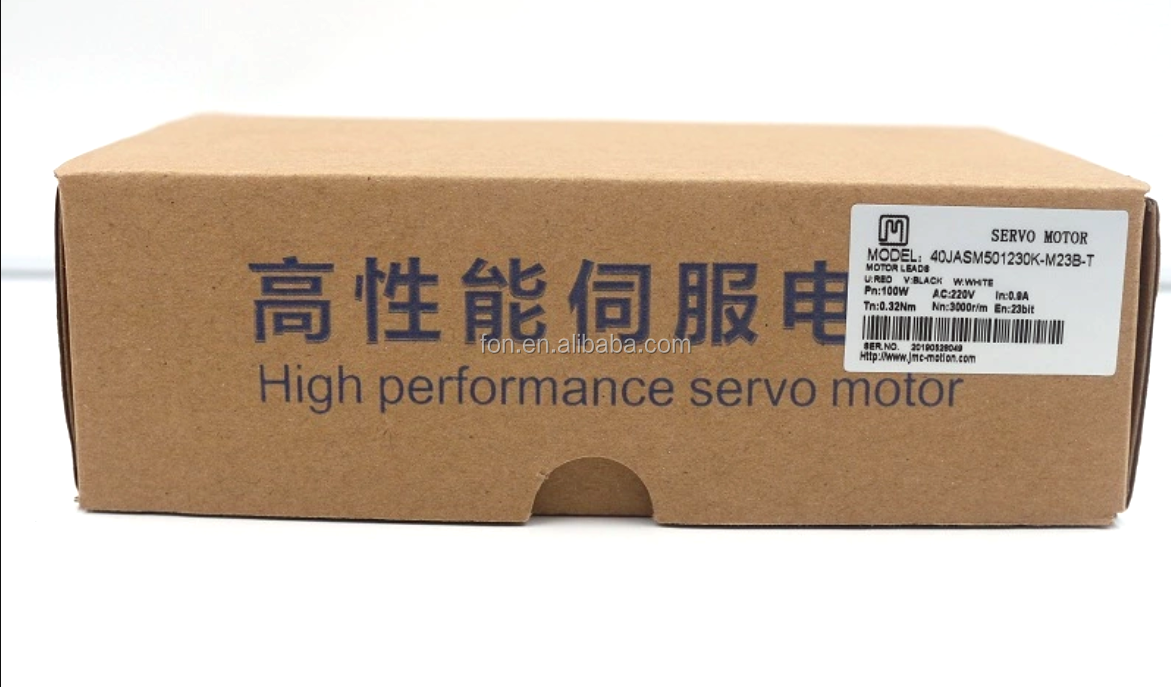 高性能伺服电
High performance servo motor
fon.en.alibaba.com
SERVO MOTOR
MODEL: 40JASM501230K-M23B-T
MOTOR LEADS
U:RED V:BLACK W:WHITE
Pn:100W AC:220V In:0.9A
Tn:0.32Nm Nn:3000r/m En:23bit
SER.NO. 20190528049
Http://www.jmc-motion.com